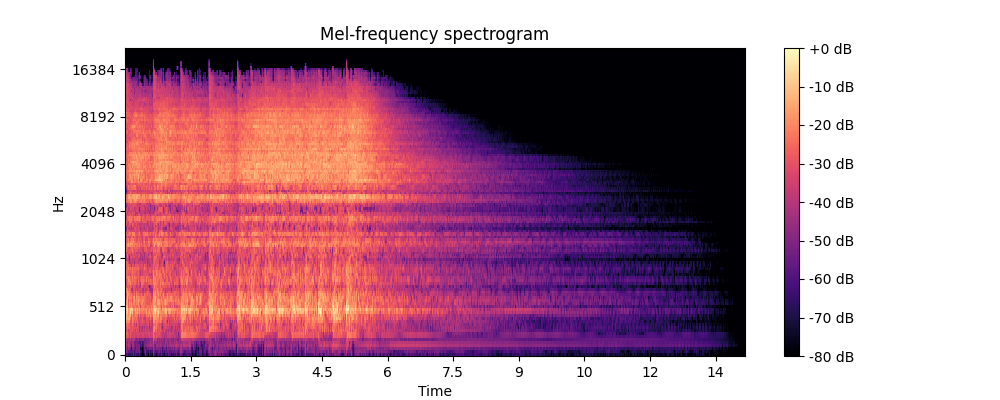 Mel-frequency spectrogram
Hz
16384
8192
4096
2048
1024
512
0
0 1.5 3 4.5 6 7.5 9 10 12 14
Time
+0 dB
-10 dB
-20 dB
-30 dB
-40 dB
-50 dB
-60 dB
-70 dB
-80 dB